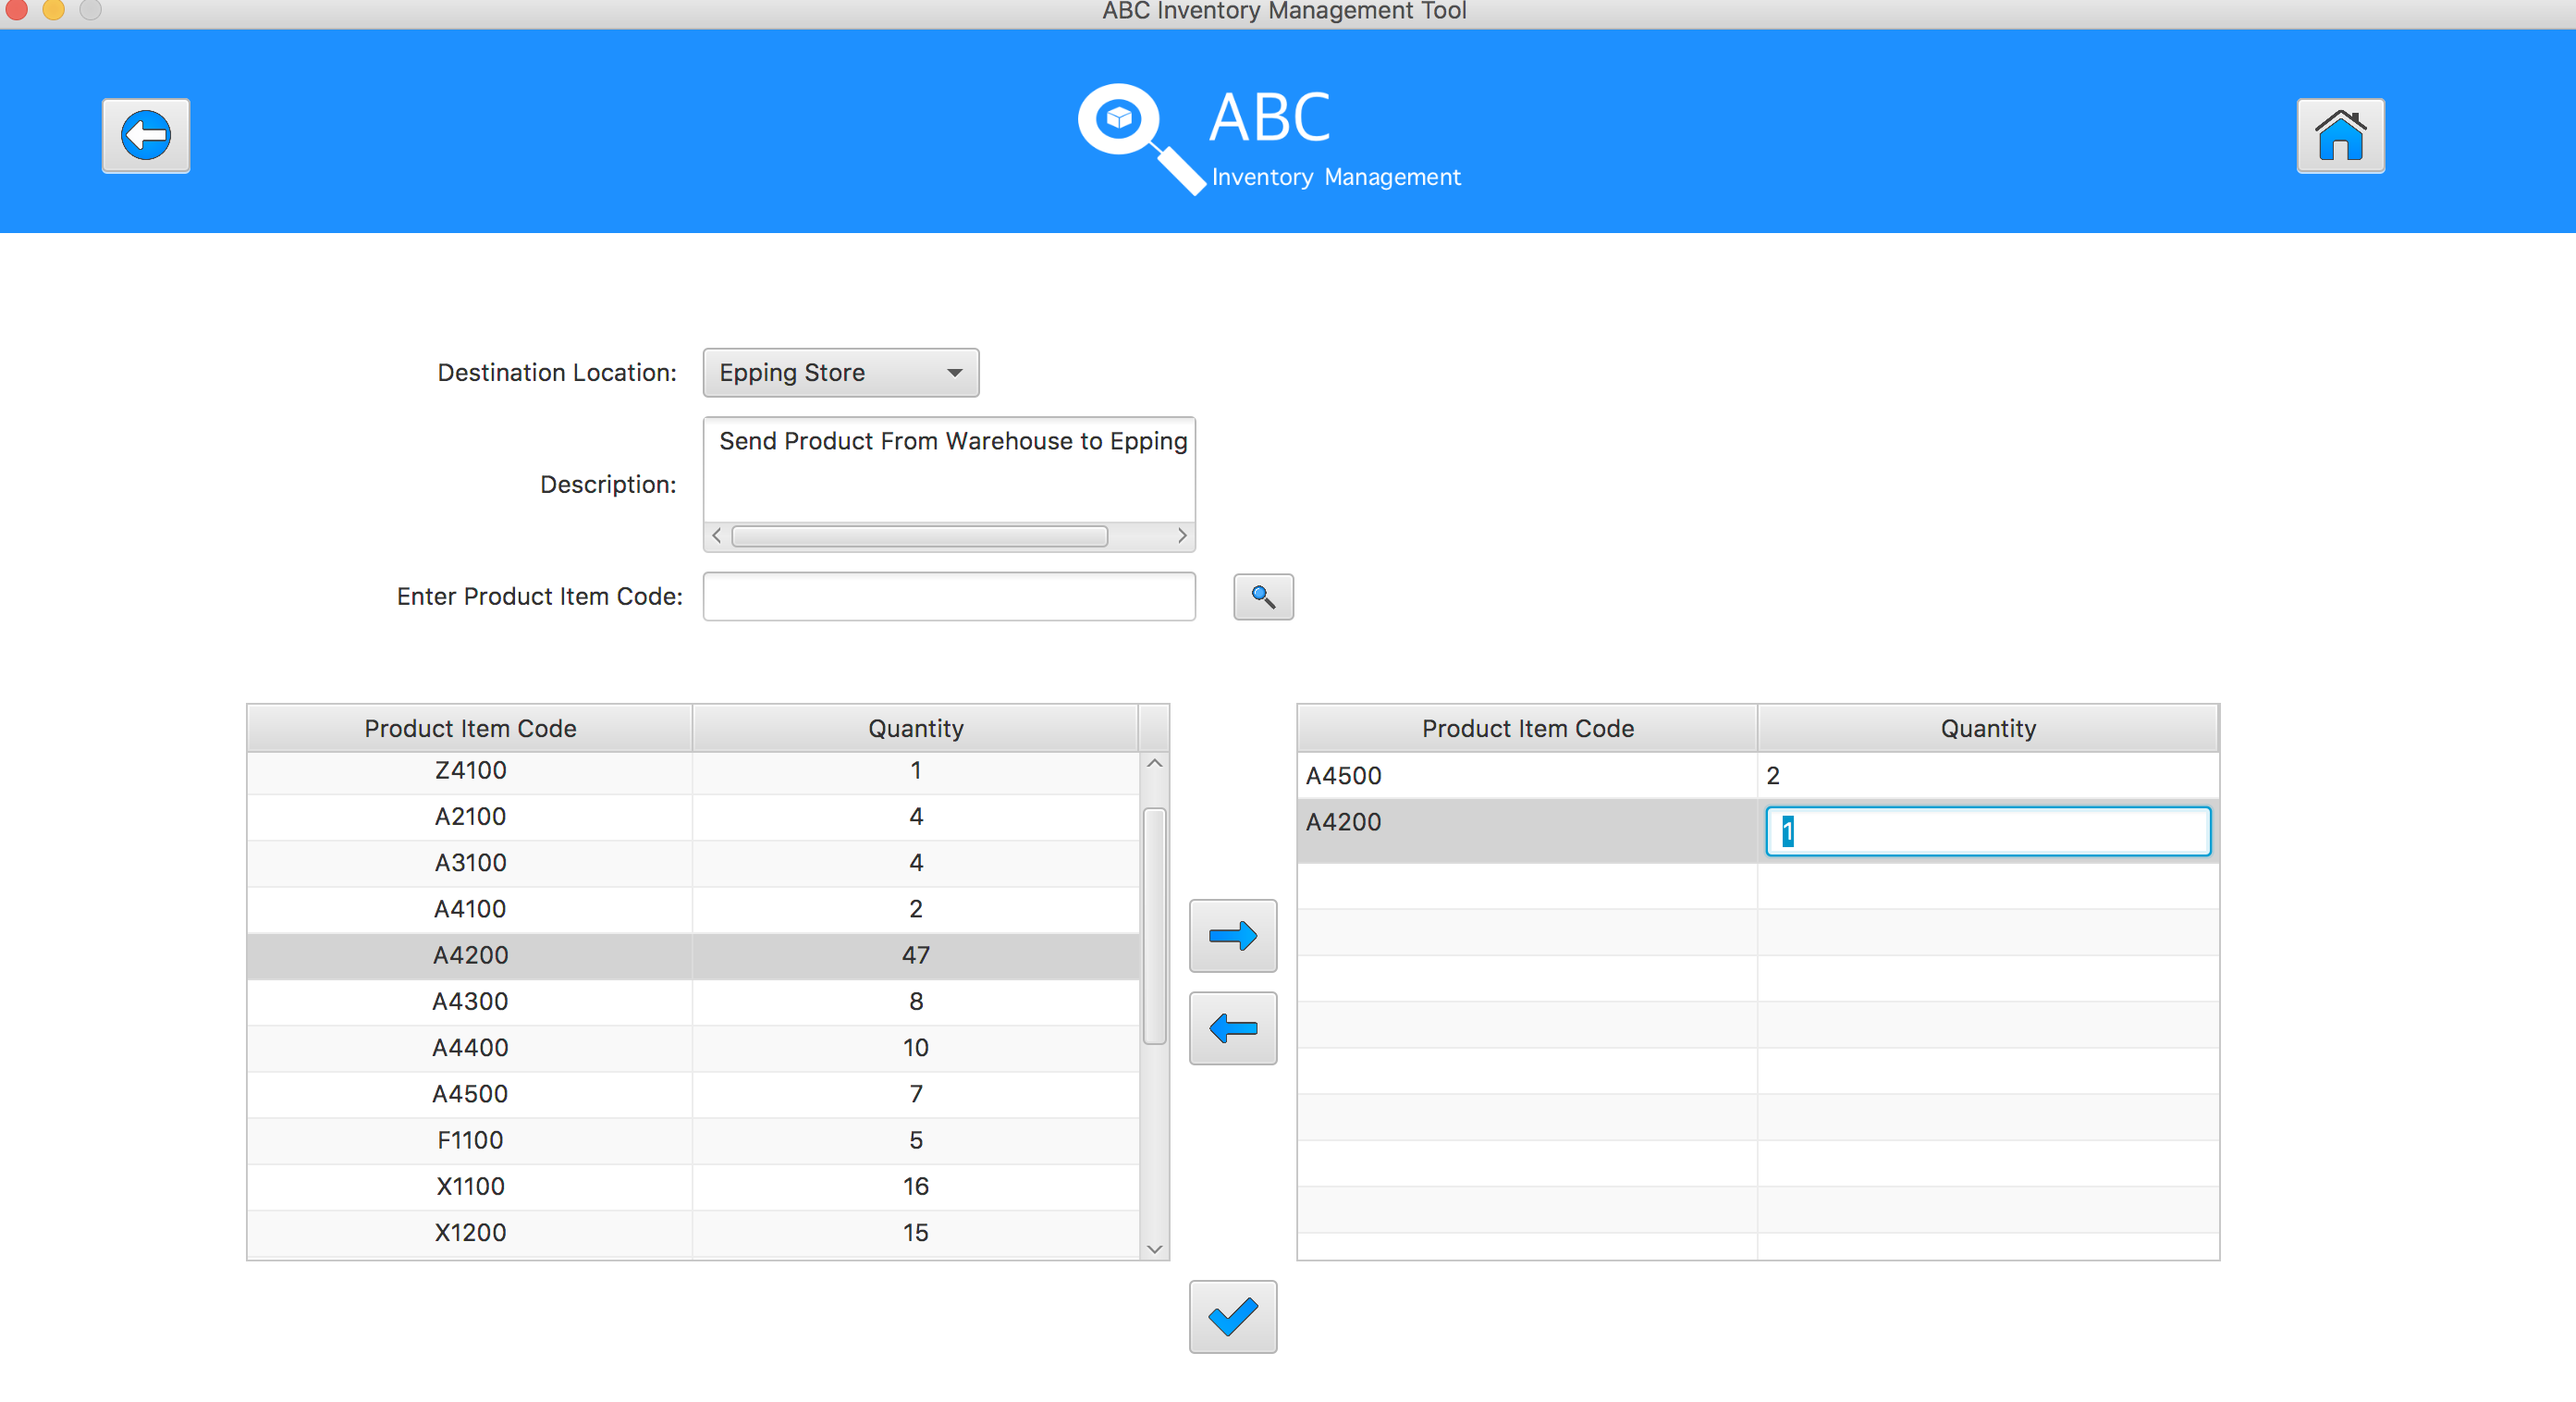 ABC Inventory Management Tool
ABC
Inventory Management
Destination Location: Epping Store
Description: Send Product From Warehouse to Epping
Enter Product Item Code:
Product Item Code Quantity
Z4100 1
A2100 4
A3100 4
A4100 2
A4200 47
A4300 8
A4400 10
A4500 7
F1100 5
X1100 16
X1200 15
Product Item Code Quantity
A4500 2
A4200 1